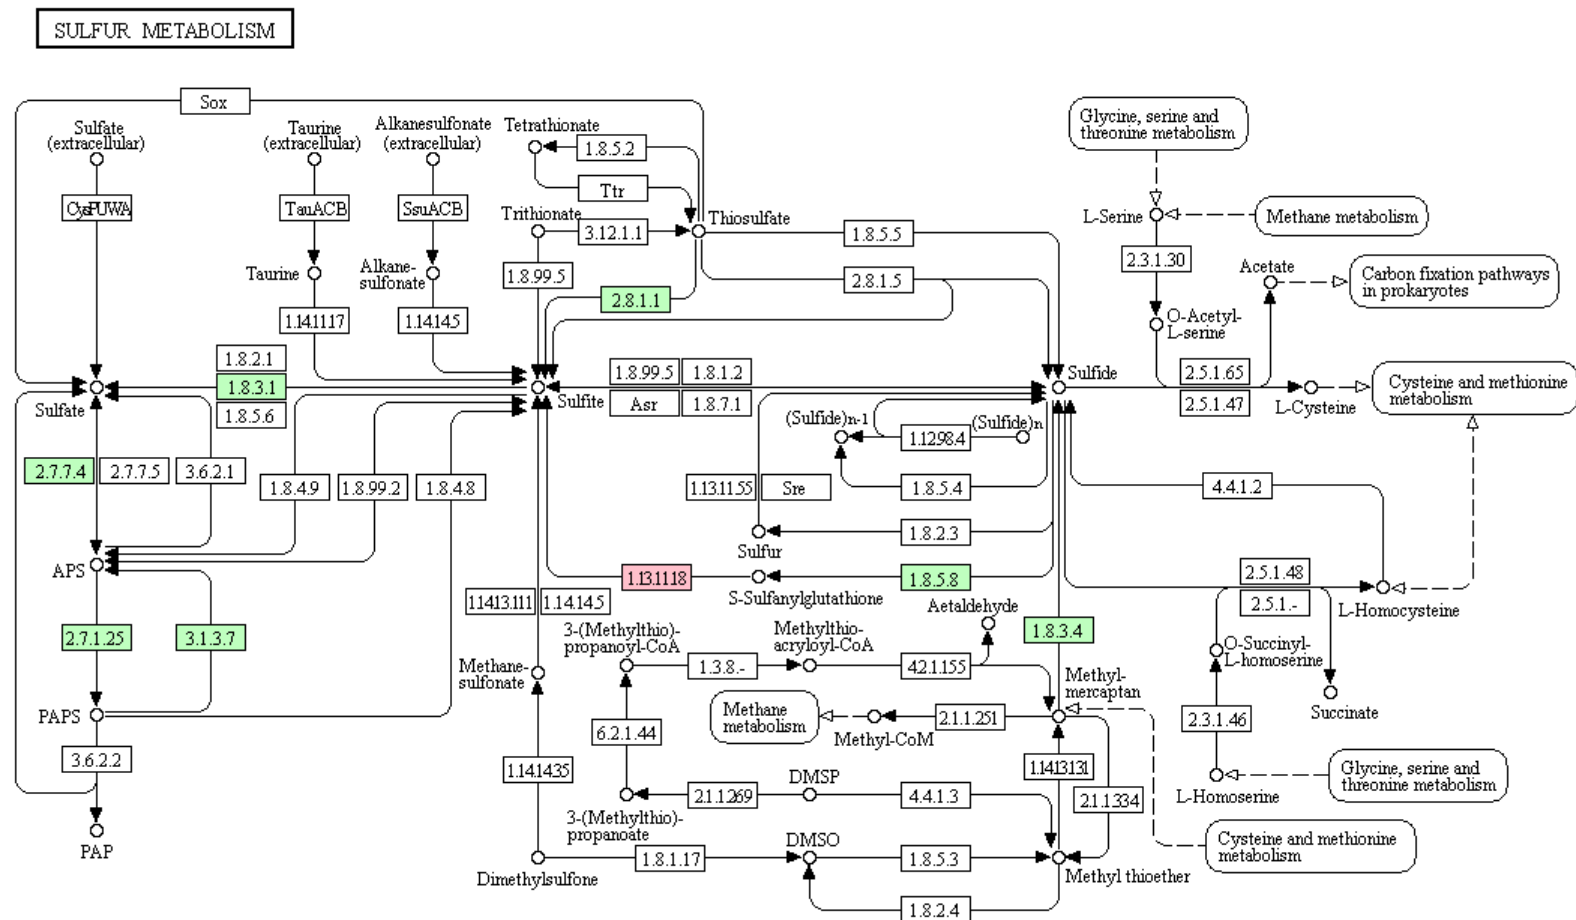 SULFUR METABOLISM
Sox
Sulfate
(extracellular)
Taurine
(extracellular)
Alkanesulfonate
(extracellular)
Tetrathionate
1.8.5.2
Glycine, serine and
threonine metabolism
CysPUWA
TauACB
SsuACB
Ttr
Trithionate
3.12.1.1
Thiosulfate
1.8.5.5
L-Serine
Methane metabolism
2.3.1.30
Taurine
Alkane-
sulfonate
1.8.99.5
2.8.1.1
2.8.1.5
Acetate
Carbon fixation pathways
in prokaryotes
1.14.11.17
1.14.14.5
O-Acetyl-
L-serine
1.8.2.1
1.8.3.1
1.8.5.6
Sulfate
Sulfite
1.8.99.5
1.8.1.2
Asr
1.8.7.1
Sulfide
2.5.1.65
2.5.1.47
L-Cysteine
Cysteine and methionine
metabolism
(Sulfide)n-1
1.12.98.4
(Sulfide)n
2.7.7.4
2.7.7.5
3.6.2.1
1.8.4.9
1.8.99.2
1.8.4.8
1.13.11.55
Sre
1.8.5.4
4.4.1.2
Sulfur
1.8.2.3
APS
1.13.11.18
S-Sulfanylglutathione
1.8.5.8
2.5.1.48
2.5.1.-
L-Homocysteine
1.14.13.111
1.14.14.5
Aetaldehyde
2.7.1.25
3.1.3.7
3-(Methylthio)-
propanoyl-CoA
Methylthio-
acryloyl-CoA
1.8.3.4
O-Succinyl-
L-homoserine
Methane-
sulfonate
1.3.8.-
4.2.1.155
Methyl-
mercaptan
PAPS
Methane
metabolism
Methyl-CoM
2.1.1.251
2.3.1.46
Succinate
3.6.2.2
6.2.1.44
1.14.14.35
1.14.13.131
DMSP
2.1.1.269
4.4.1.3
2.1.1.334
L-Homoserine
Glycine, serine and
threonine metabolism
3-(Methylthio)-
propanoate
PAP
DMSO
Cysteine and methionine
metabolism
Dimethylsulfone
1.8.1.17
1.8.5.3
Methyl thioether
1.8.2.4